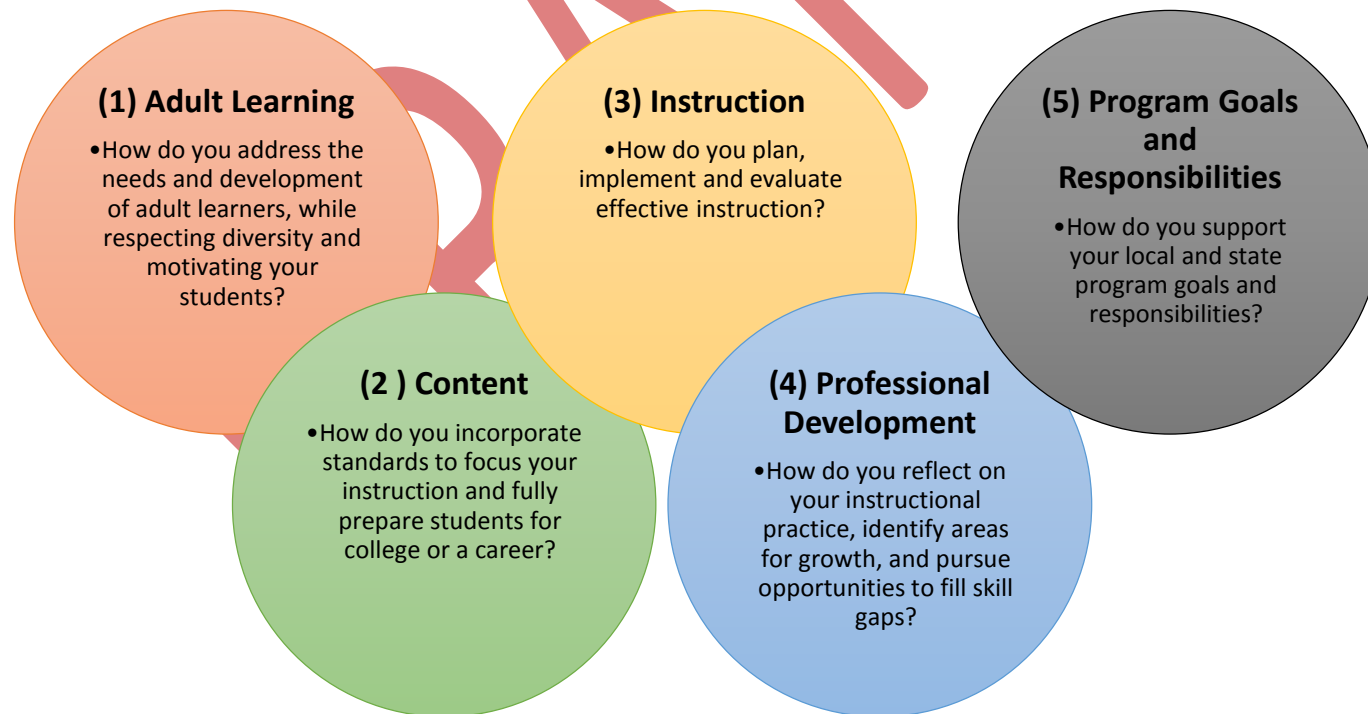 (1) Adult Learning
•How do you address the
needs and development
of adult learners, while
respecting diversity and
motivating your
students?
(2 ) Content
•How do you incorporate
standards to focus your
instruction and fully
prepare students for
college or a career?
(3) Instruction
•How do you plan,
implement and evaluate
effective instruction?
(4) Professional
Development
•How do you reflect on
your instructional
practice, identify areas
for growth, and pursue
opportunities to fill skill
gaps?
(5) Program Goals
and
Responsibilities
•How do you support
your local and state
program goals and
responsibilities?